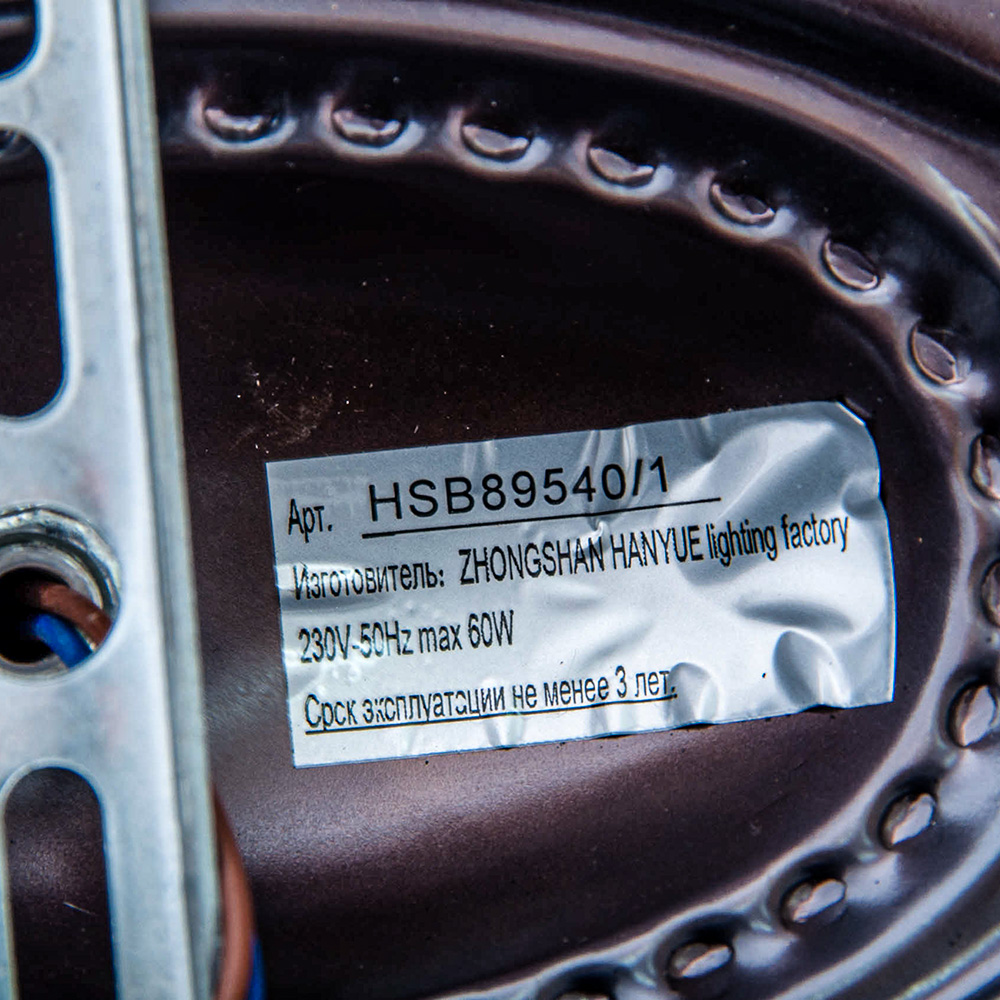 Арт. HSB89540/1
Изготовитель: ZHONGSHAN HANYUE lighting factory
230V-50Hz max 60W
Срок эксплуатации не менее 3 лет.